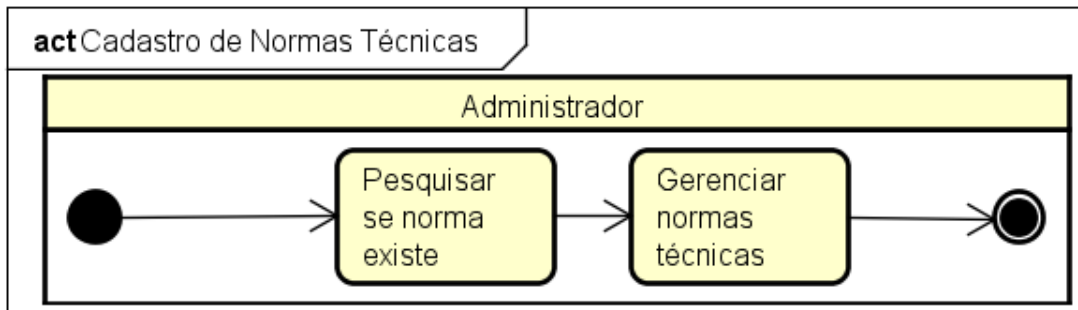 act Cadastro de Normas Técnicas
Administrador
Pesquisar
se norma
existe
Gerenciar
normas
técnicas